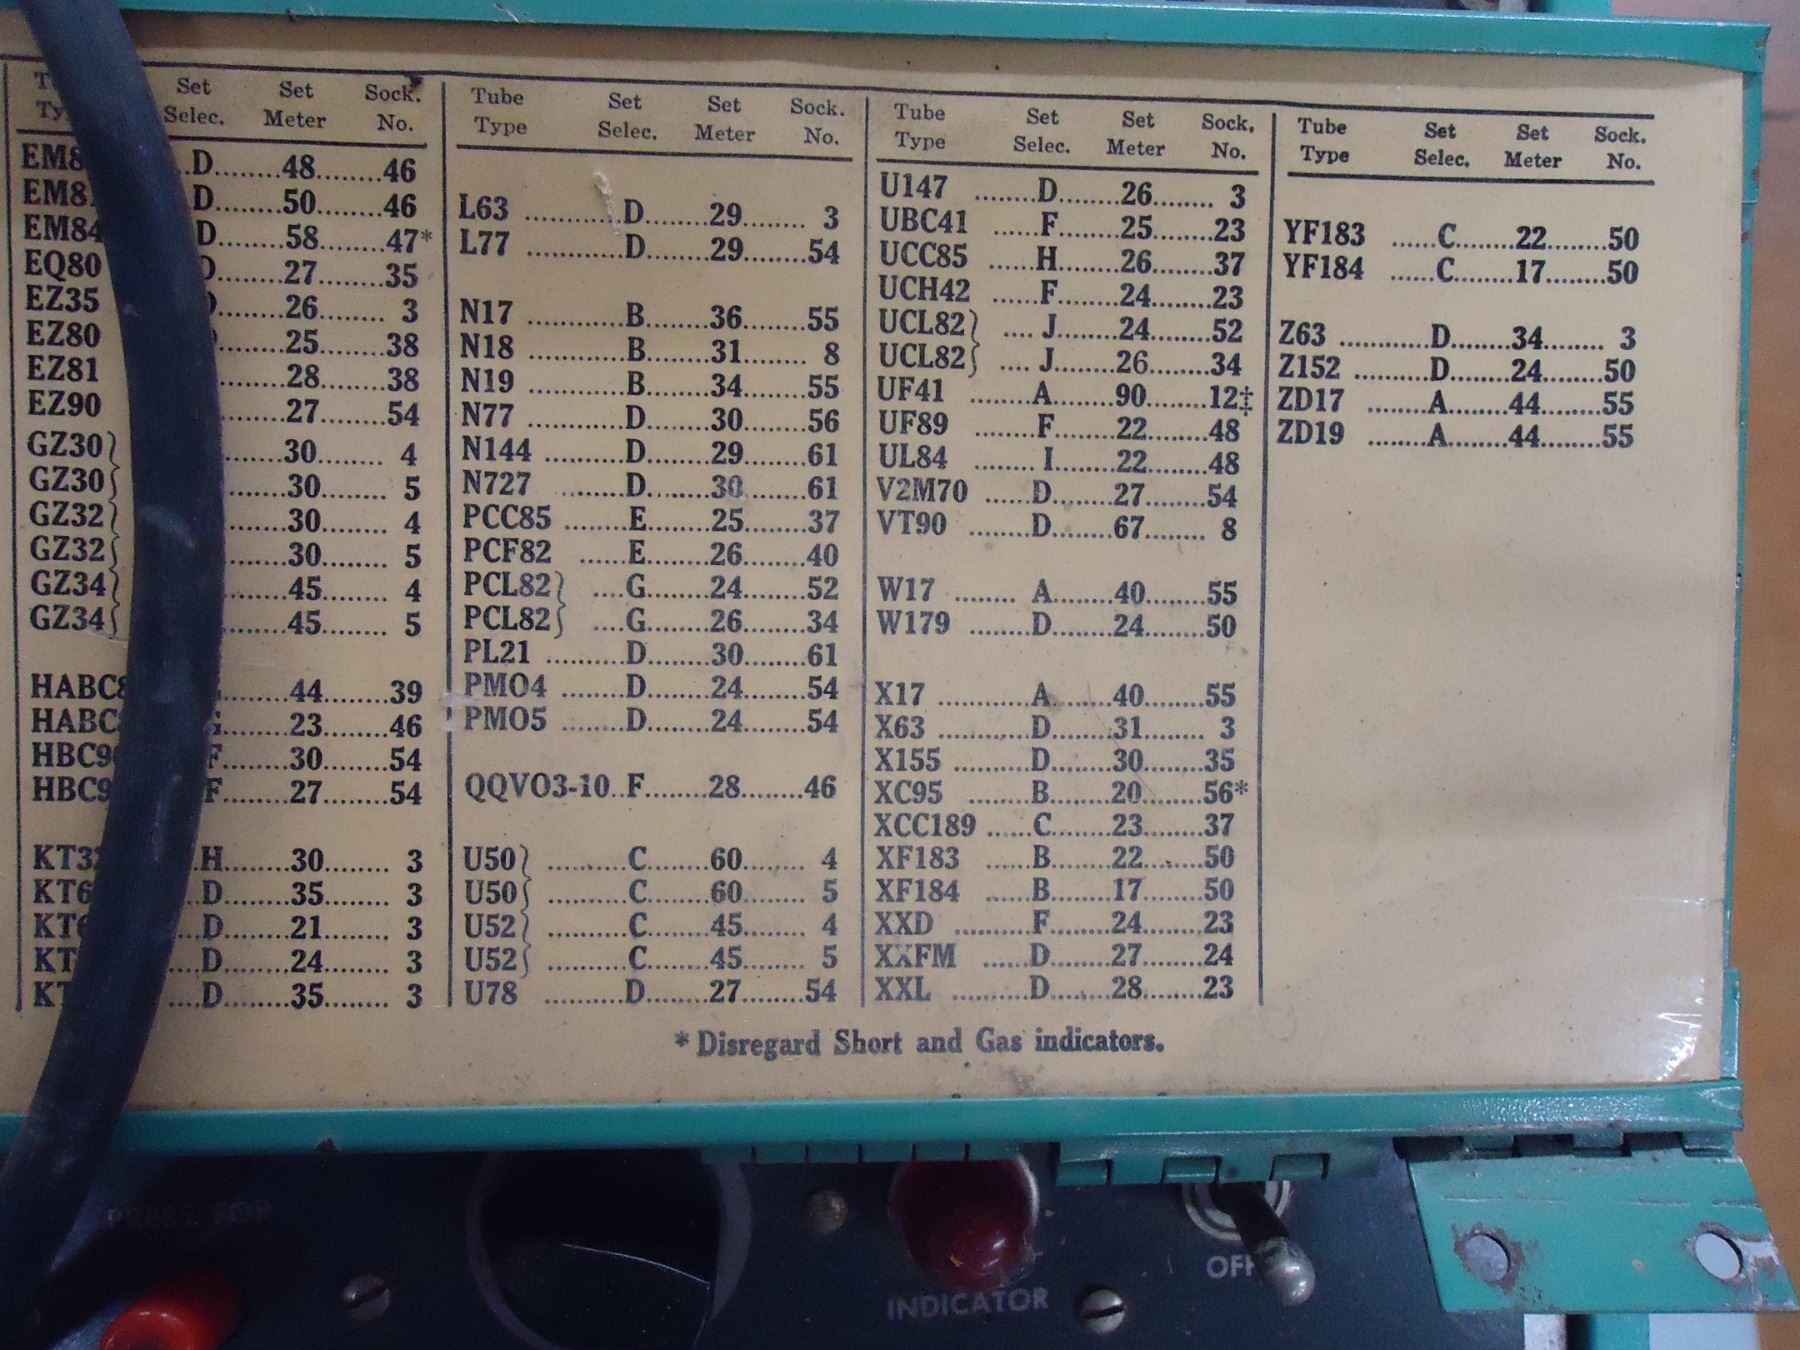 Set Set Sock.
Selec. Meter No.
D........48........46
D........50........46
EM84 D........58........47*
EQ80 27........35
EZ35 26........ 3
EZ80 25........38
EZ81 28........38
EZ90 27........54
GZ30} 30........ 4
GZ30} 30........ 5
GZ32} 30........ 4
GZ32} 30........ 5
GZ34} 45........ 4
GZ34} 45........ 5
44........39
23........46
F........30........54
F........27........54
H........30........ 3
D........35........ 3
D........21........ 3
D........24........ 3
D........35........ 3
Tube Set Set Sock.
Type Selec. Meter No.
L63 ............D........29........ 3
L77 ............D........29........54
N17 ............B........36........55
N18 ............B........31........ 8
N19 ............B........34........55
N77 ............D........30........56
N144 ..........D........29........61
N727 ..........D........30........61
PCC85 ........E........25........37
PCF82 ......E........26........40
PCL82} ....G........24........52
PCL82} ....G........26........34
PL21 ..........D........30........61
PMO4 ........D........24........54
PMO5 ........D........24........54
QQVO3-10..F........28........46
U50} ..........C........60........ 4
U50} ..........C........60........ 5
U52} ..........C........45........ 4
U52} ..........C........45........ 5
U78 ..........D........27........54
Tube Set Set Sock.
Type Selec. Meter No.
U147 ........D........26........ 3
UBC41 ......F........25........23
UCC85 ......H........26........37
UCH42 ......F........24........23
UCL82} .... J........24........52
UCL82} .... J........26........34
UF41 ........A........90........12‡
UF89 ........F........22........48
UL84 ........ I........22........48
V2M70 ......D........27........54
VT90 ........D........67........ 8
W17 ........ A........40........55
W179 ........D........24........50
X17 ..........A........40........55
X63 ..........D........31........ 3
X155 ..........D........30........35
XC95 ........B........20........56*
XCC189 ......C........23........37
XF183 ......B........22........50
XF184 ......B........17........50
XXD ..........F........24........23
XXFM ......D........27........24
XXL ..........D........28........23
Tube Set Set Sock.
Type Selec. Meter No.
YF183 ......C........22........50
YF184 ......C........17........50
Z63 ............D........34........ 3
Z152 ..........D........24........50
ZD17 ........A........44........55
ZD19 ........A........44........55
* Disregard Short and Gas indicators.
PRESS FOR
INDICATOR
OFF